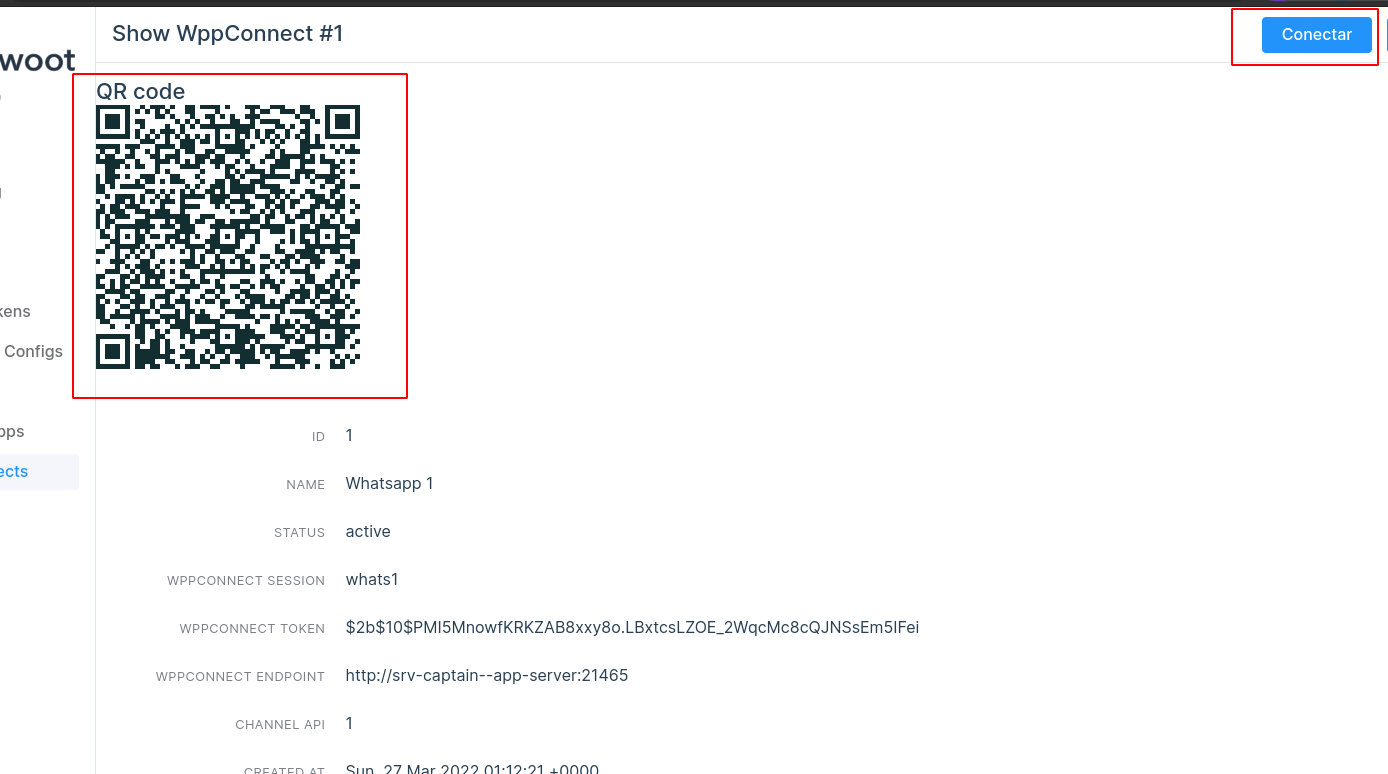 Show WppConnect #1
Conectar
woot
QR code
kens
Configs
pps
ects
ID 1
NAME Whatsapp 1
STATUS active
WPPCONNECT SESSION whats1
WPPCONNECT TOKEN $2b$10$PMI5MnowfKRKZAB8xxy8o.LBxtcsLZOE_2WqcMc8cQJNSsEm5IFei
WPPCONNECT ENDPOINT http://srv-captain--app-server:21465
CHANNEL API 1
CREATED AT Sun, 27 Mar 2022 01:12:21 +0000